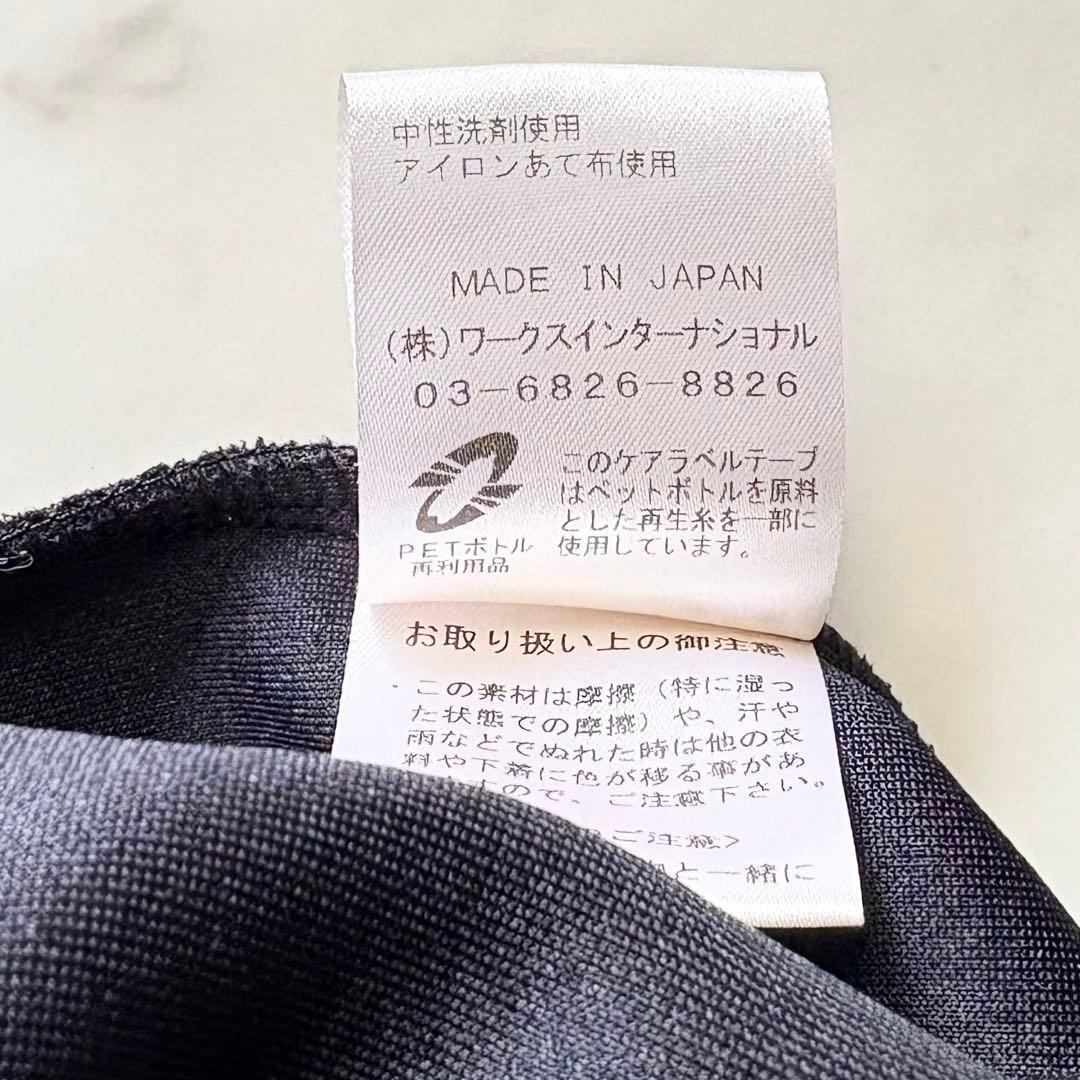 中性洗剤使用
アイロンあて布使用
MADE IN JAPAN
(株)ワークスインターナショナル
03-6826-8826
このケアラベルテープ
はペットボトルを原料
とした再生糸を一部に
使用しています。
PETボトル
再利用品
お取り扱い上の御注意
・この素材は摩擦(特に湿っ
た状態での摩擦)や、汗や
雨などでぬれた時は他の衣
料や下着に色が移る事があ
ので、ご注意下さい。
ご注意>
と一緒に